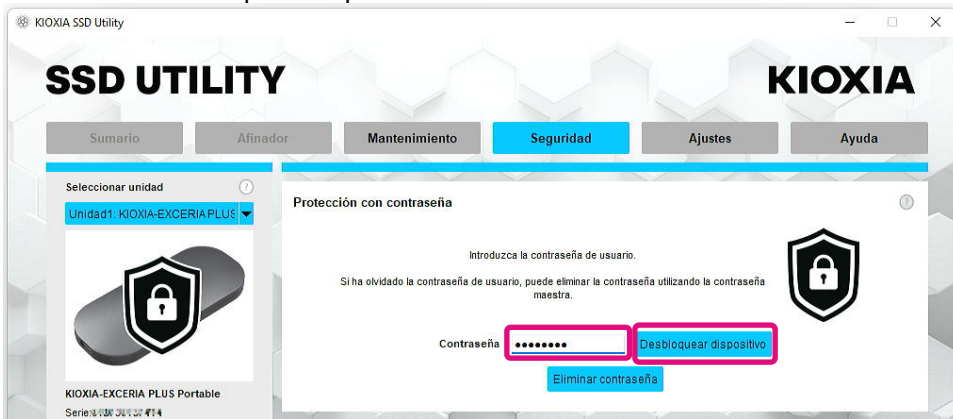 KIOXIA SSD Utility
SSD UTILITY
KIOXIA
Sumario
Afinador
Mantenimiento
Seguridad
Ajustes
Ayuda
Seleccionar unidad
?
Unidad1: KIOXIA-EXCERIA PLUS
Protección con contraseña
?
Introduzca la contraseña de usuario.
Si ha olvidado la contraseña de usuario, puede eliminar la contraseña utilizando la contraseña
maestra.
Contraseña
••••••••
Desbloquear dispositivo
Eliminar contraseña
KIOXIA-EXCERIA PLUS Portable
Serie: